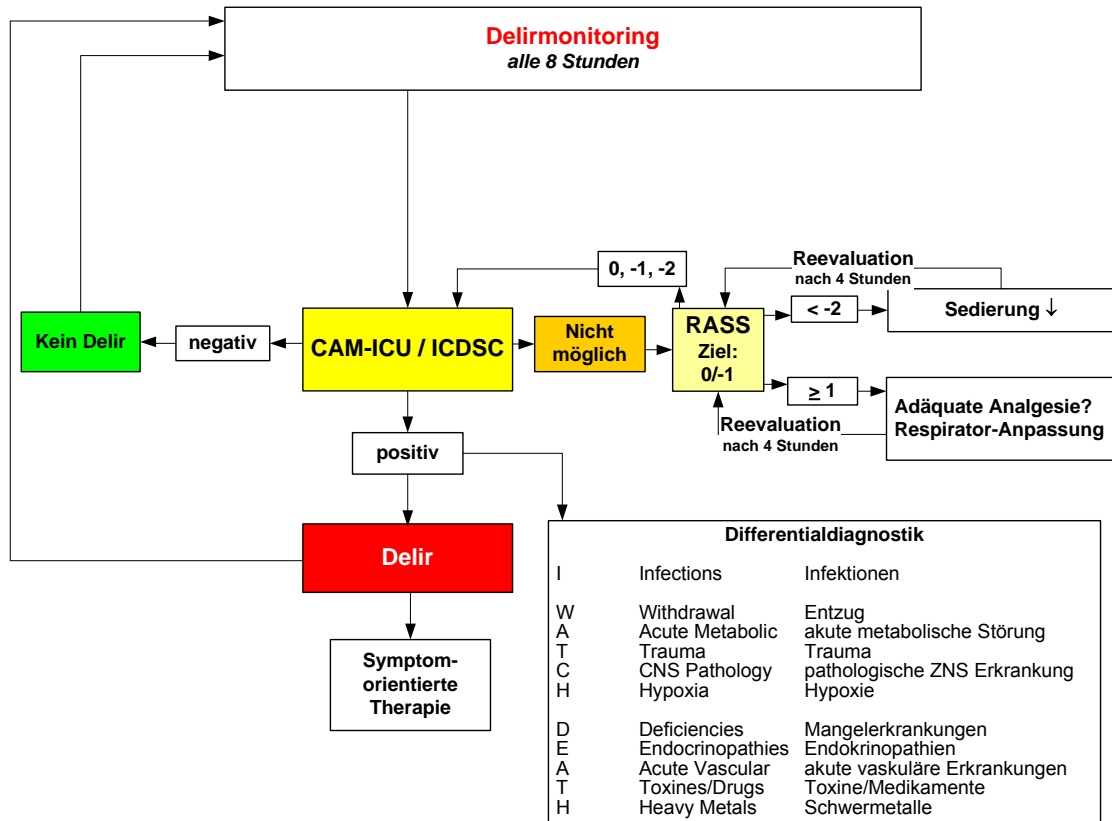 Delirmonitoring
alle 8 Stunden
Kein Delir
negativ
CAM-ICU / ICDSC
Nicht
möglich
0, -1, -2
RASS
Ziel:
0/-1
Reevaluation
nach 4 Stunden
< -2
Sedierung ↓
≥ 1
Adäquate Analgesie?
Respirator-Anpassung
Reevaluation
nach 4 Stunden
positiv
Delir
Symptom-
orientierte
Therapie
Differentialdiagnostik
I Infections Infektionen
W Withdrawal Entzug
A Acute Metabolic akute metabolische Störung
T Trauma Trauma
C CNS Pathology pathologische ZNS Erkrankung
H Hypoxia Hypoxie
D Deficiencies Mangelerkrankungen
E Endocrinopathies Endokrinopathien
A Acute Vascular akute vaskuläre Erkrankungen
T Toxines/Drugs Toxine/Medikamente
H Heavy Metals Schwermetalle